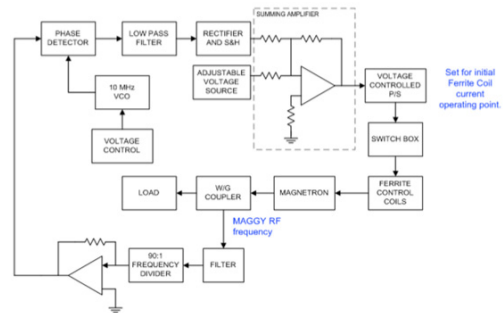 SUMMING AMPLIFIER
PHASE
DETECTOR
LOW PASS
FILTER
RECTIFIER
AND S&H
ADJUSTABLE
VOLTAGE
SOURCE
VOLTAGE
CONTROLLED
P/S
Set for initial
Ferrite Coil
current
operating point.
10 MHz
VCO
VOLTAGE
CONTROL
SWITCH BOX
LOAD
W/G
COUPLER
MAGNETRON
FERRITE
CONTROL
COILS
MAGGY RF
frequency
90:1
FREQUENCY
DIVIDER
FILTER